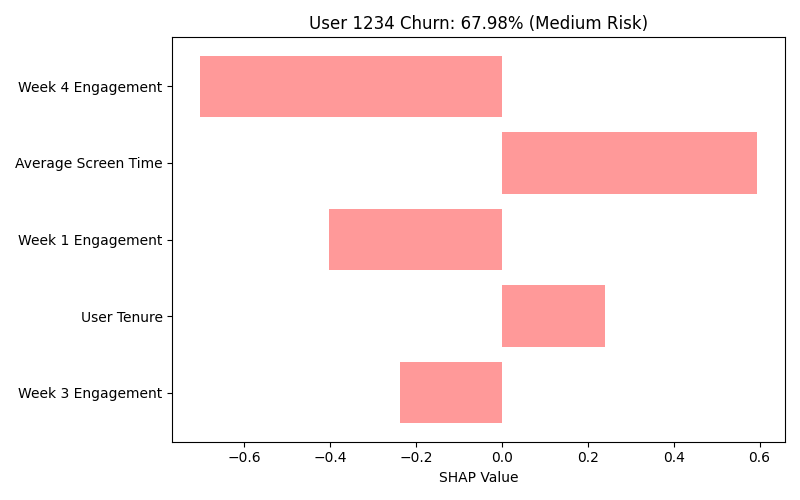 User 1234 Churn: 67.98% (Medium Risk)
Week 4 Engagement
Average Screen Time
Week 1 Engagement
User Tenure
Week 3 Engagement
−0.6 −0.4 −0.2 0.0 0.2 0.4 0.6
SHAP Value